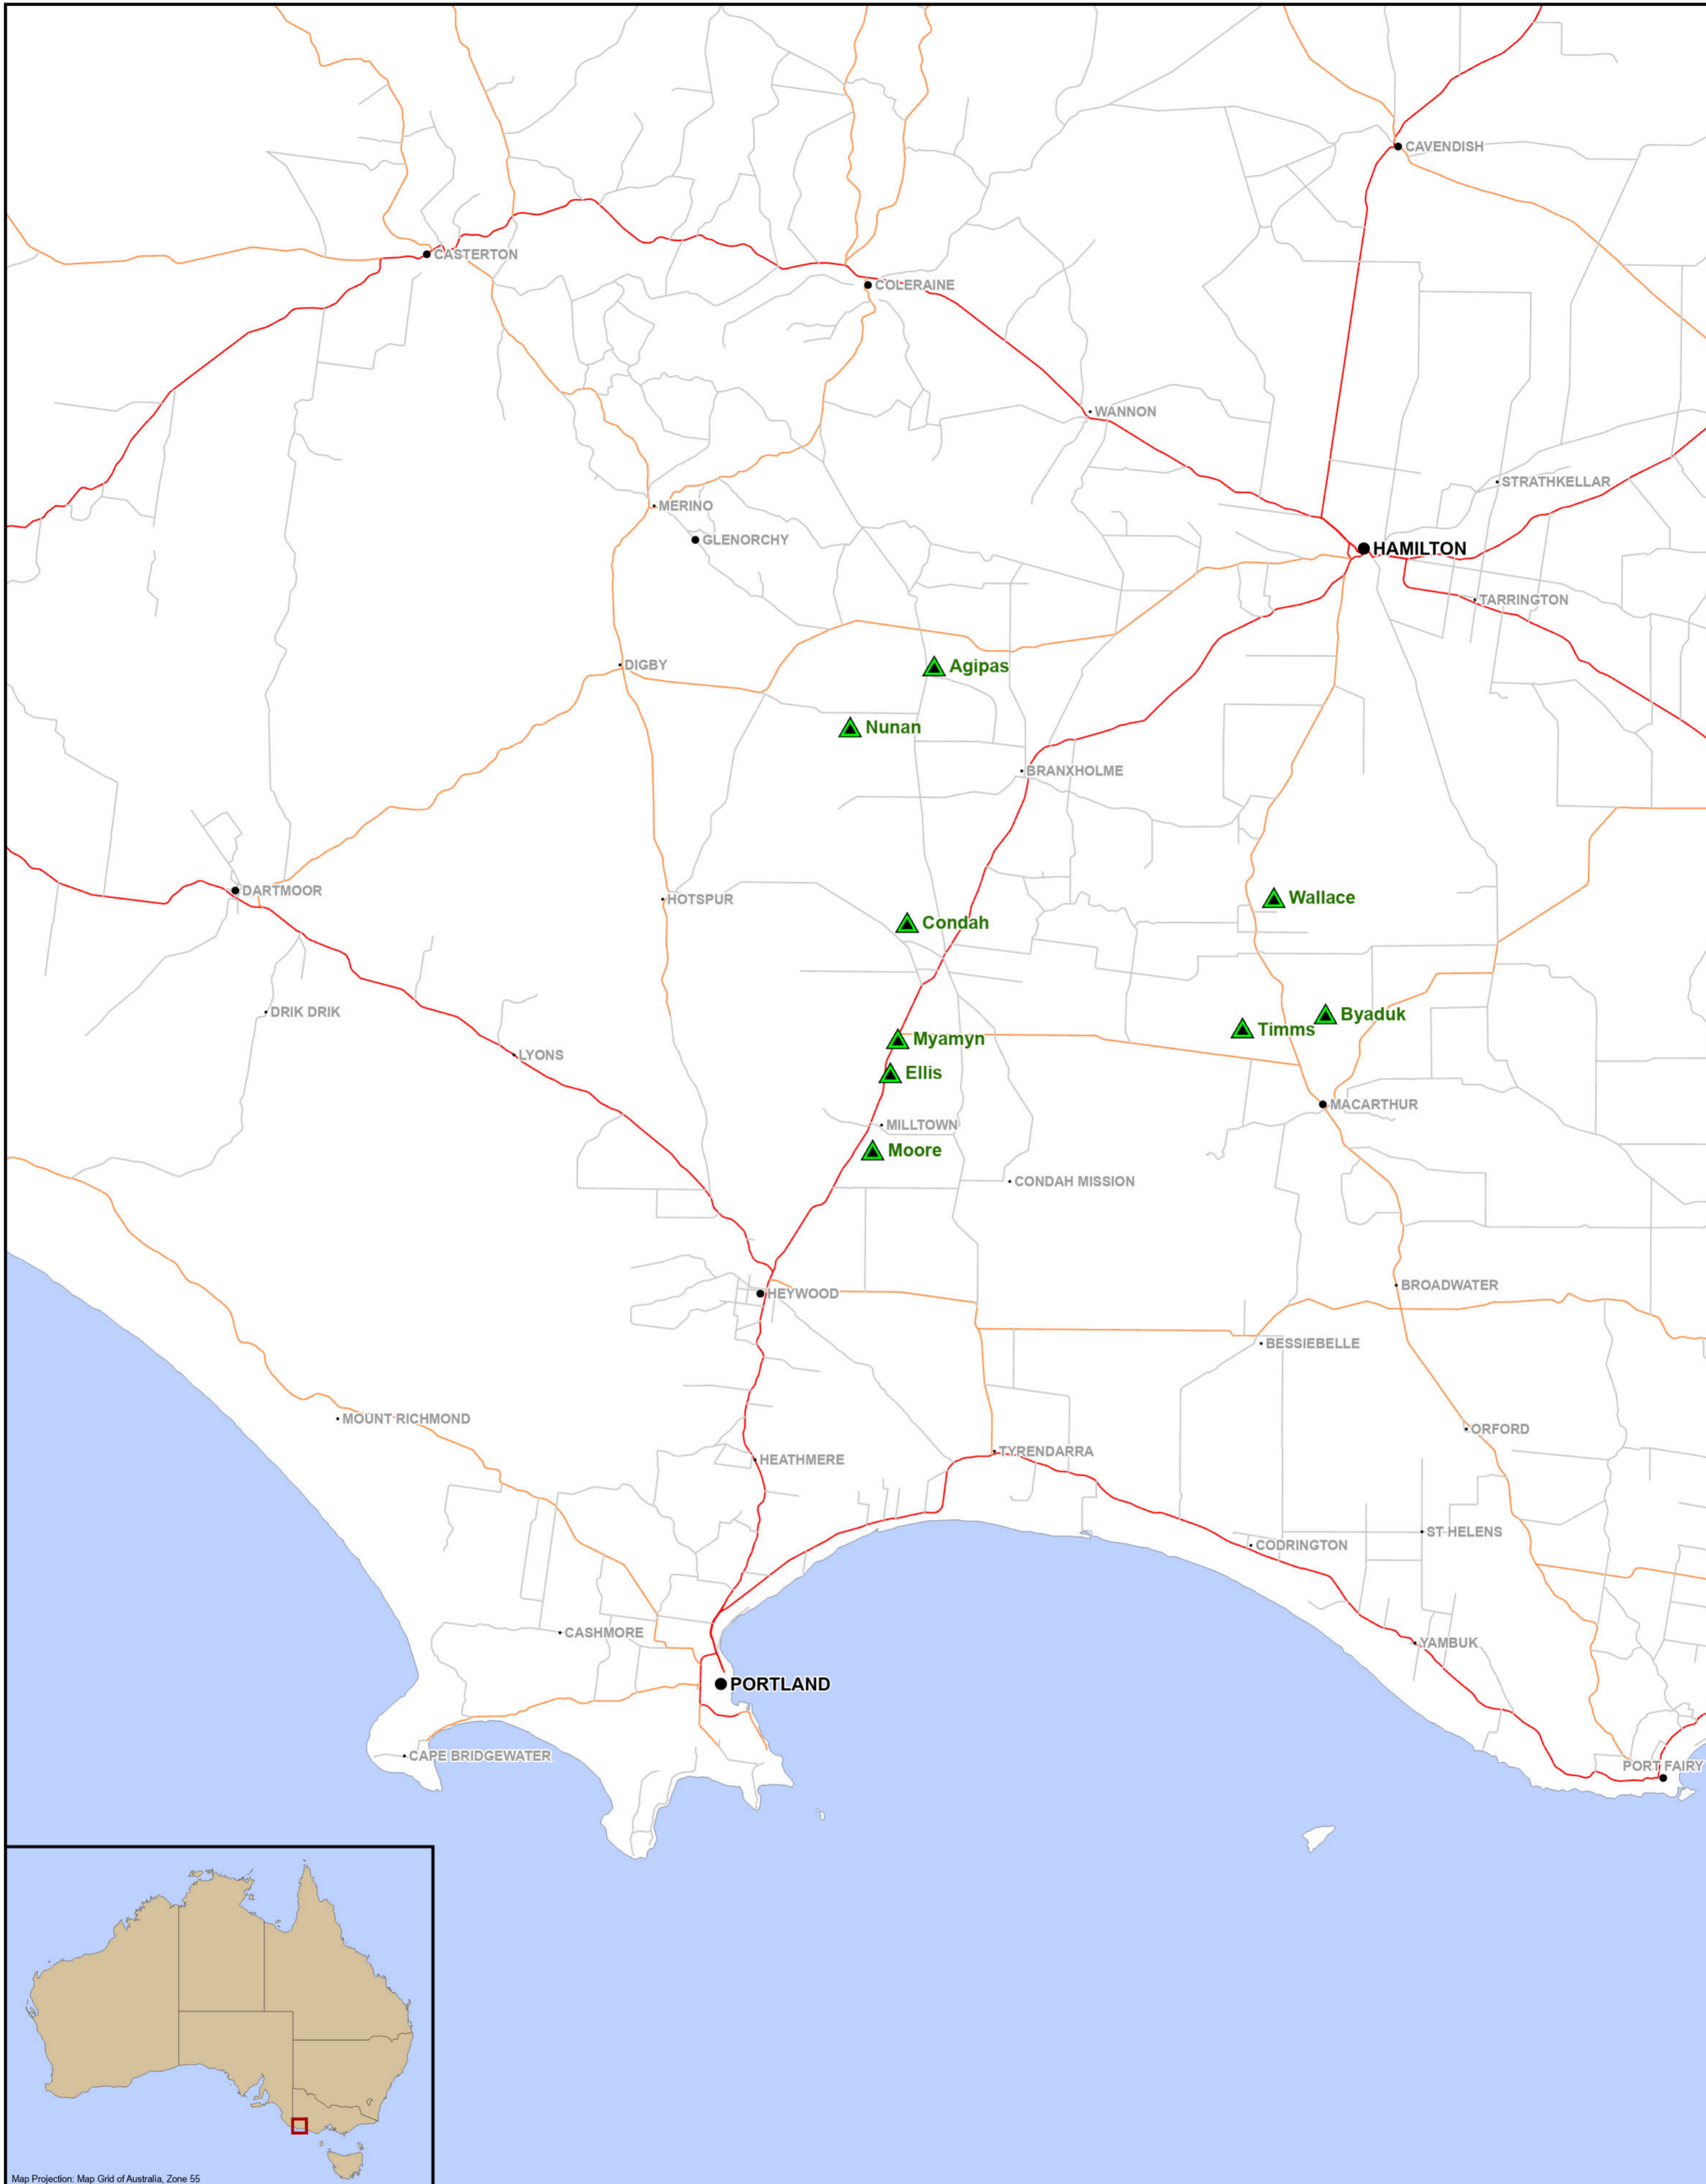 CAVENDISH
CASTERTON
COLERAINE
WANNON
STRATHKELLAR
MERINO
GLENORCHY
HAMILTON
TARRINGTON
DIGBY
Agipas
Nunan
BRANXHOLME
DARTMOOR
HOTSPUR
Wallace
Condah
DRIK DRIK
Byaduk
Timms
Myamyn
LYONS
Ellis
MACARTHUR
MILLTOWN
Moore
CONDAH MISSION
BROADWATER
HEYWOOD
BESSIEBELLE
MOUNT RICHMOND
ORFORD
TYRENDARRA
HEATHMERE
ST HELENS
CODRINGTON
CASHMORE
YAMBUK
PORTLAND
CAPE BRIDGEWATER
PORT FAIRY
Map Projection: Map Grid of Australia, Zone 55